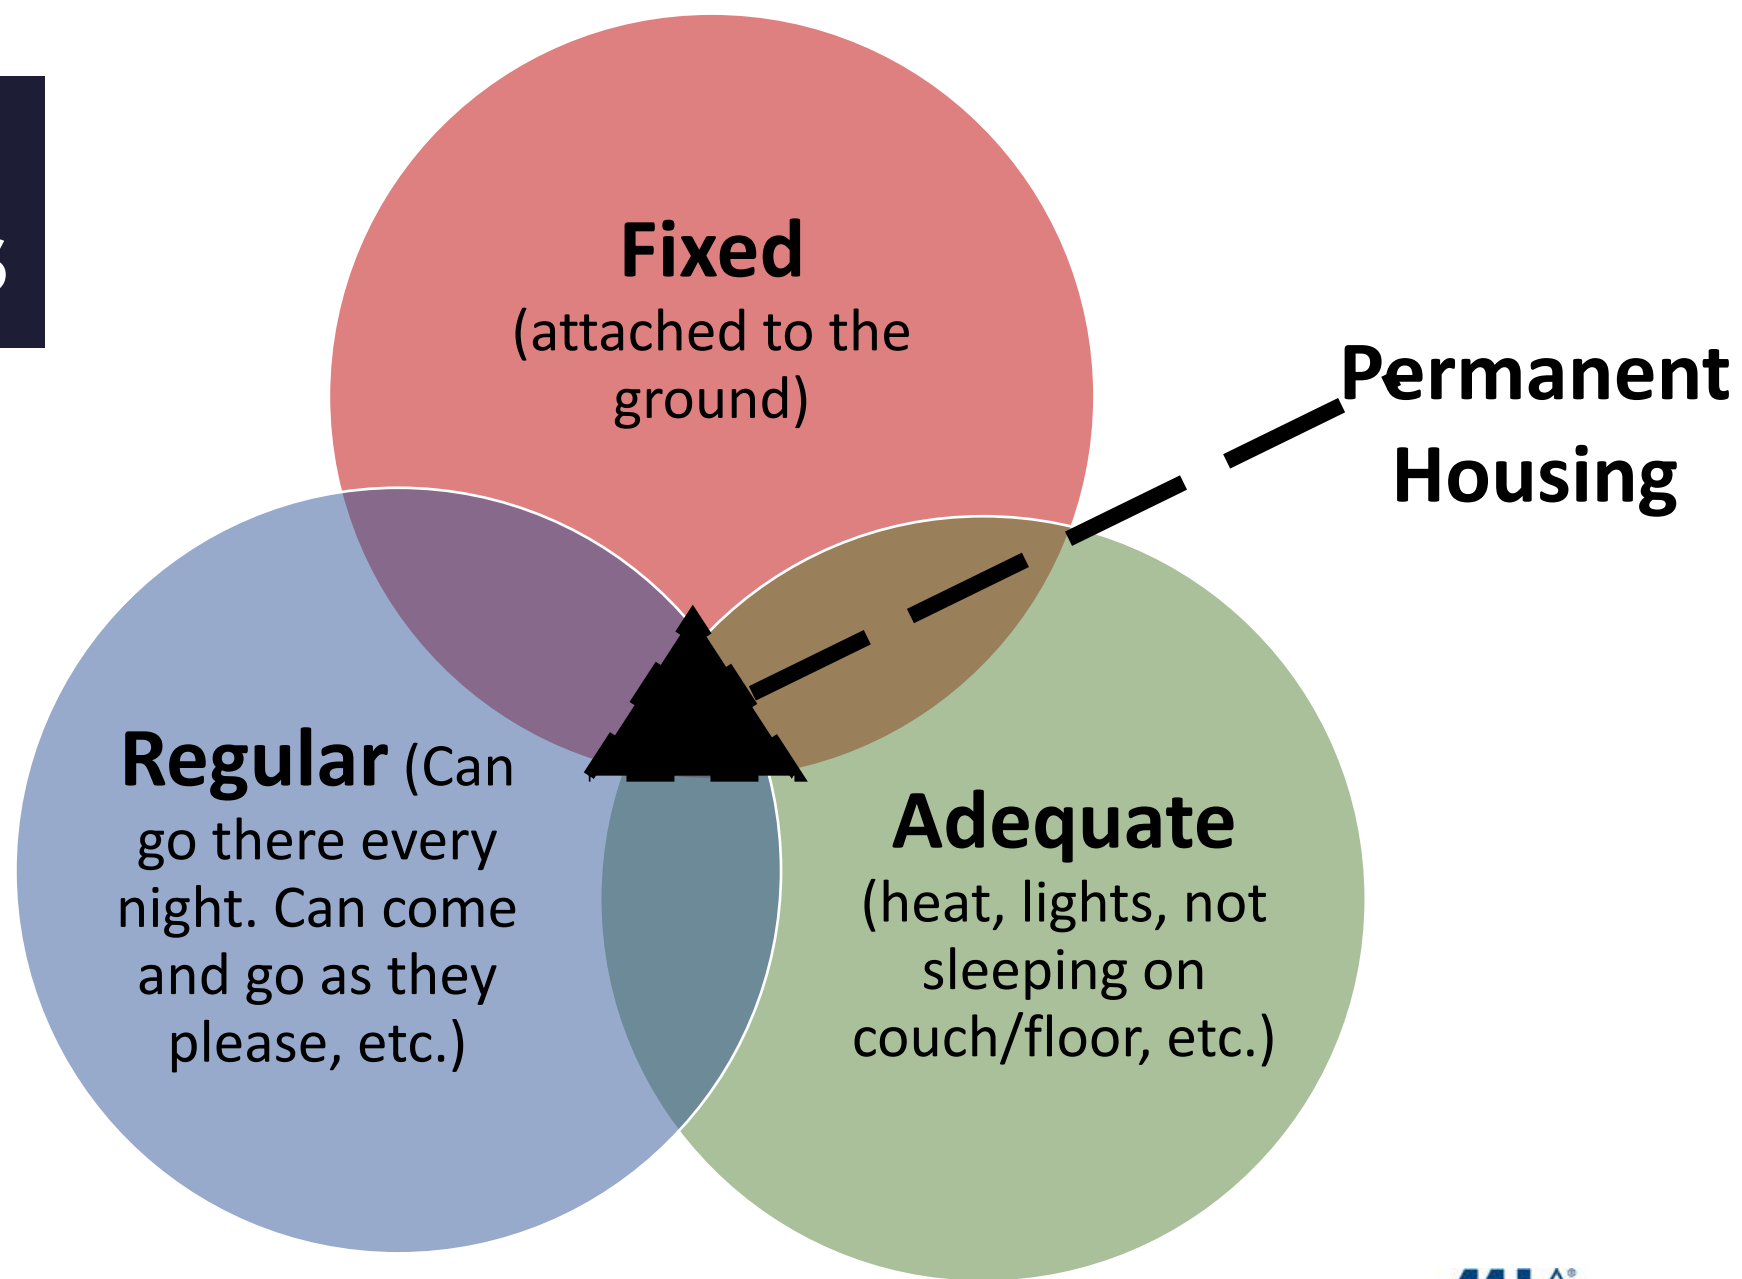 Fixed
(attached to the
ground)
Permanent
Housing
Regular (Can
go there every
night. Can come
and go as they
please, etc.)
Adequate
(heat, lights, not
sleeping on
couch/floor, etc.)